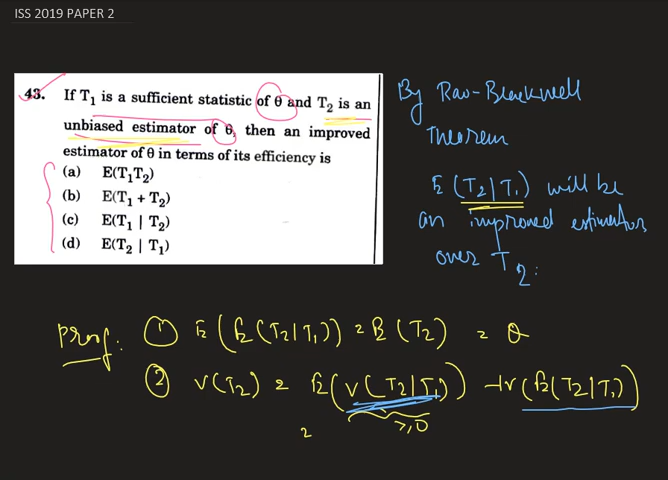 ISS 2019 PAPER 2
43. If T₁ is a sufficient statistic of θ and T₂ is an
unbiased estimator of θ, then an improved
estimator of θ in terms of its efficiency is
(a) E(T₁T₂)
(b) E(T₁ + T₂)
(c) E(T₁ | T₂)
(d) E(T₂ | T₁)
By Rao-Blackwell
Theorem
E (T₂ | T₁) will be
an improved estimator
over T₂.
Proof: ① E(E(T₂|T₁)) = E(T₂) = θ
② V(T₂) = E(V(T₂|T₁)) + V(E(T₂|T₁))
≥0
=